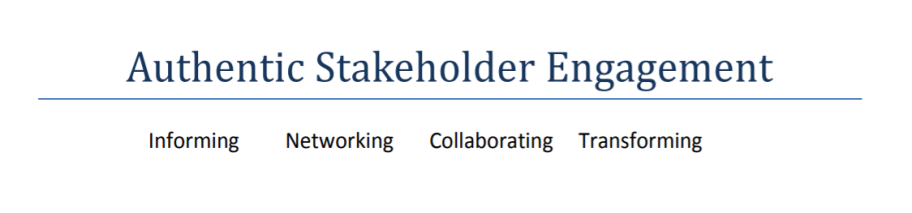 Authentic Stakeholder Engagement
Informing Networking Collaborating Transforming